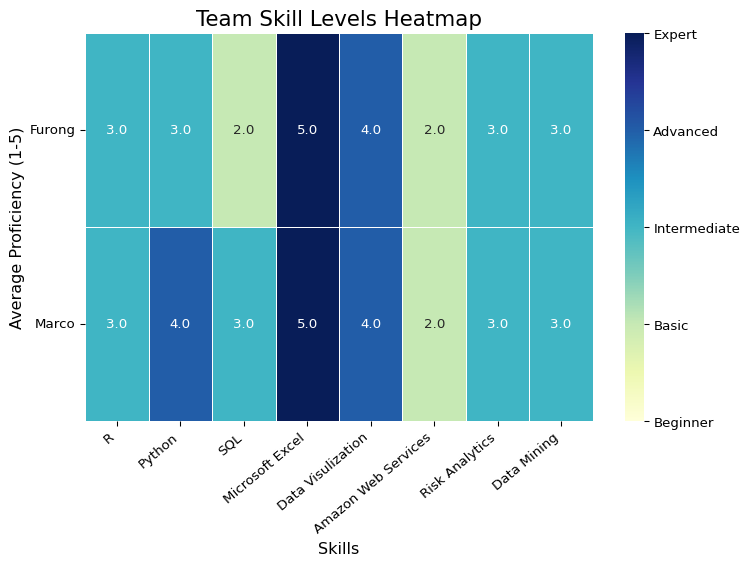 Team Skill Levels Heatmap
Average Proficiency (1-5)
Furong
3.0 3.0 2.0 5.0 4.0 2.0 3.0 3.0
Marco
3.0 4.0 3.0 5.0 4.0 2.0 3.0 3.0
R
Python
SQL
Microsoft Excel
Data Visulization
Amazon Web Services
Risk Analytics
Data Mining
Skills
Expert
Advanced
Intermediate
Basic
Beginner